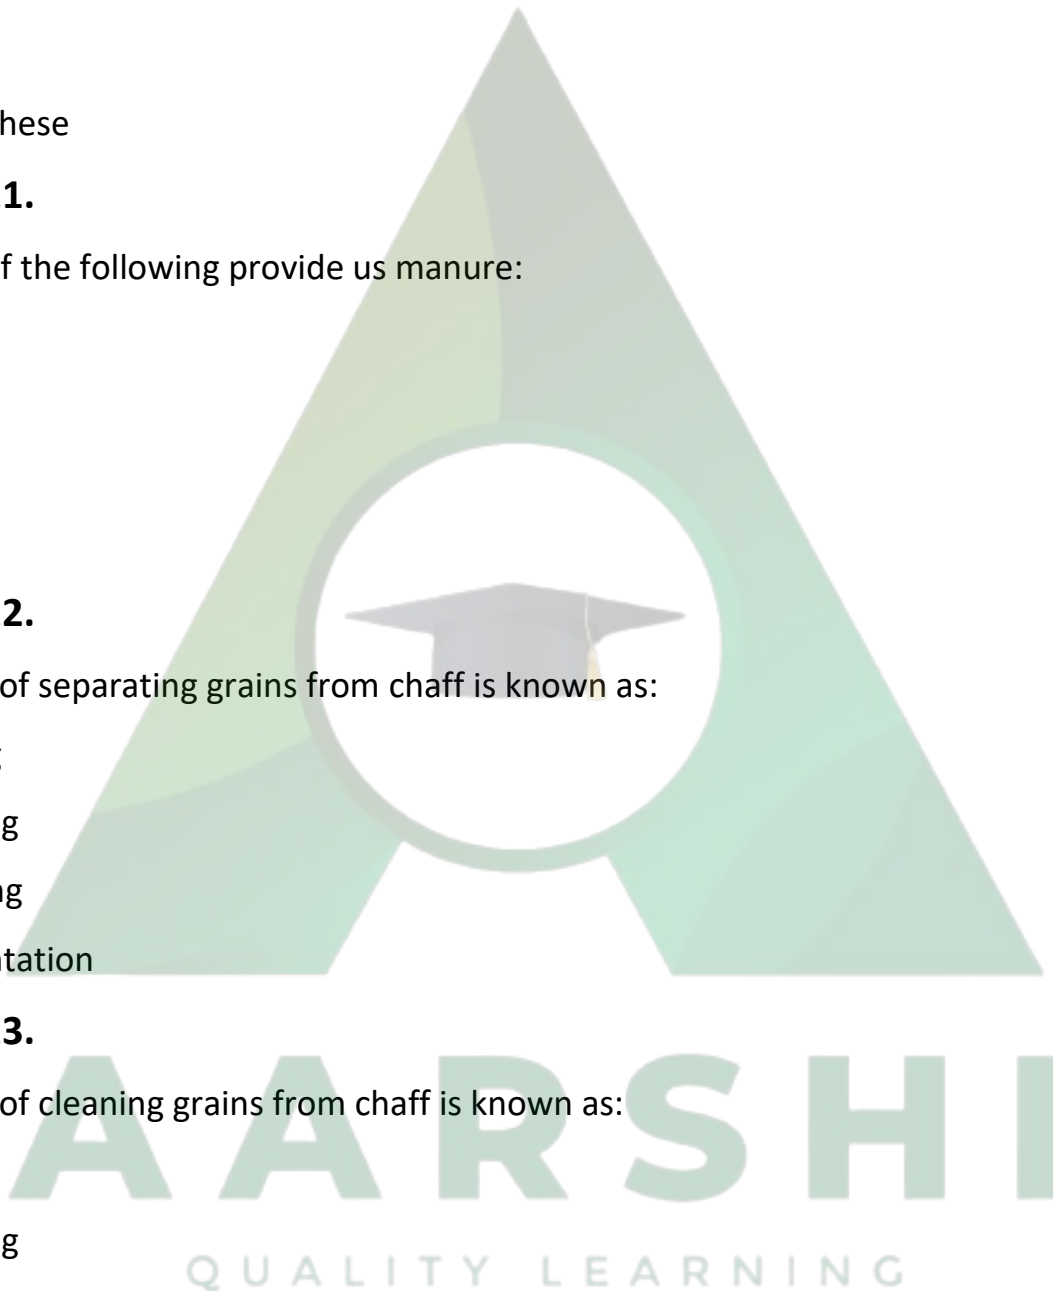 hese
1.
f the following provide us manure:
2.
of separating grains from chaff is known as:
g
g
ng
tation
3.
of cleaning grains from chaff is known as:
g
AARSHI
QUALITY LEARNING